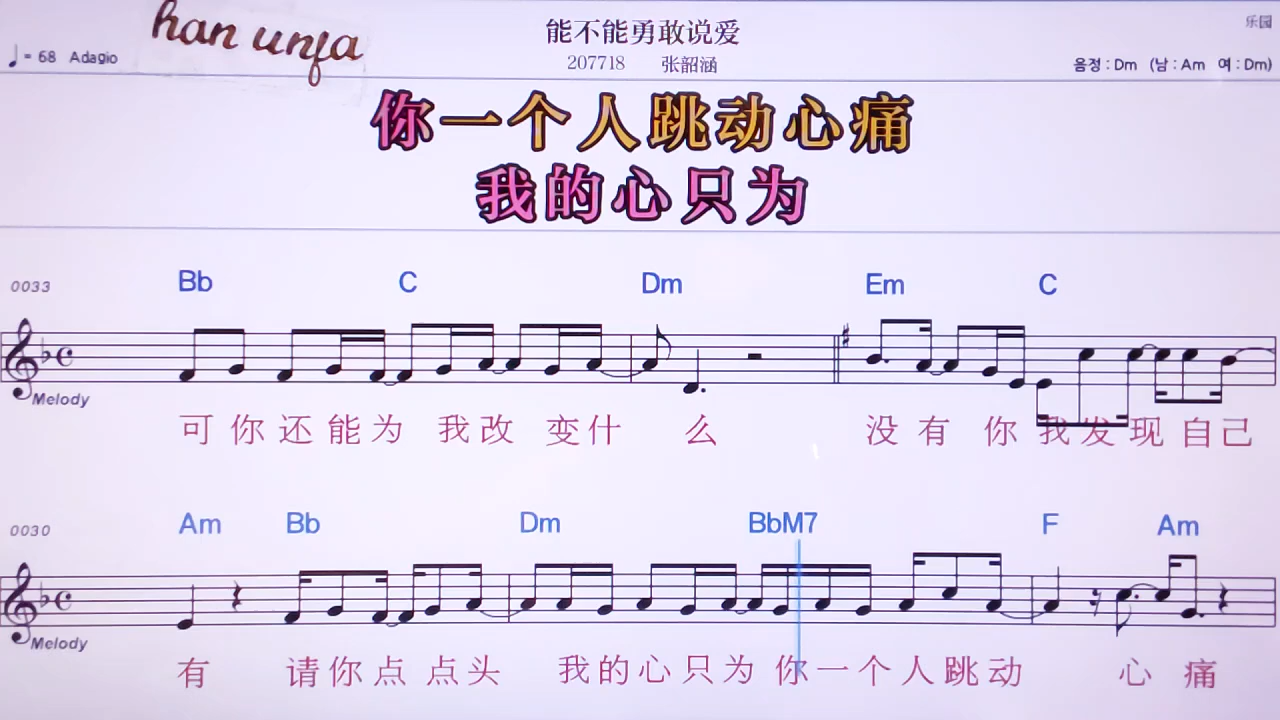 han unfa
能不能勇敢说爱
乐园
♩= 68 Adagio
207718 张韶涵
음정 : Dm (남 : Am 여 : Dm)
你一个人跳动心痛
我的心只为
0033
Bb C Dm Em C
Melody
可你还能为 我改 变什 么 没有 你我发现自己
0030
Am Bb Dm BbM7 F Am
Melody
有 请你点点头 我的心只为你一个人跳动 心痛